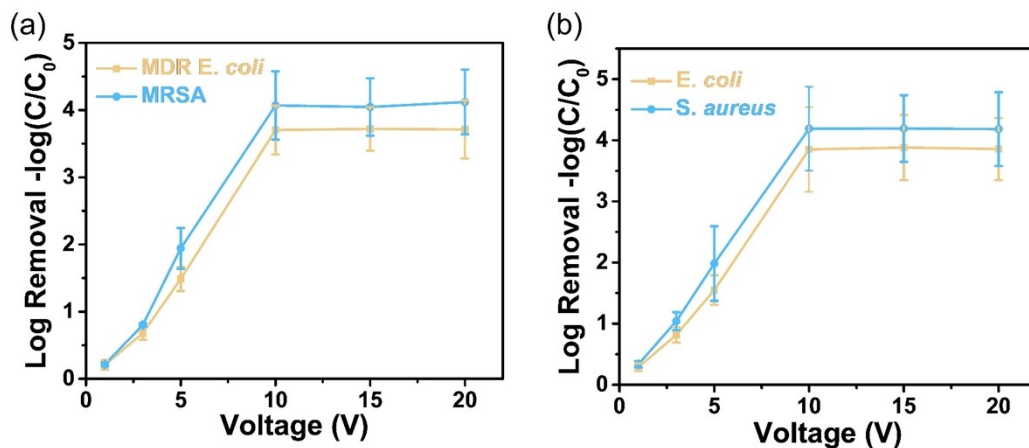 (a)
Log Removal -log(C/C₀)
5
4
3
2
1
0
MDR E. coli
MRSA
0 5 10 15 20
Voltage (V)
(b)
Log Removal -log(C/C₀)
5
4
3
2
1
0
E. coli
S. aureus
0 5 10 15 20
Voltage (V)